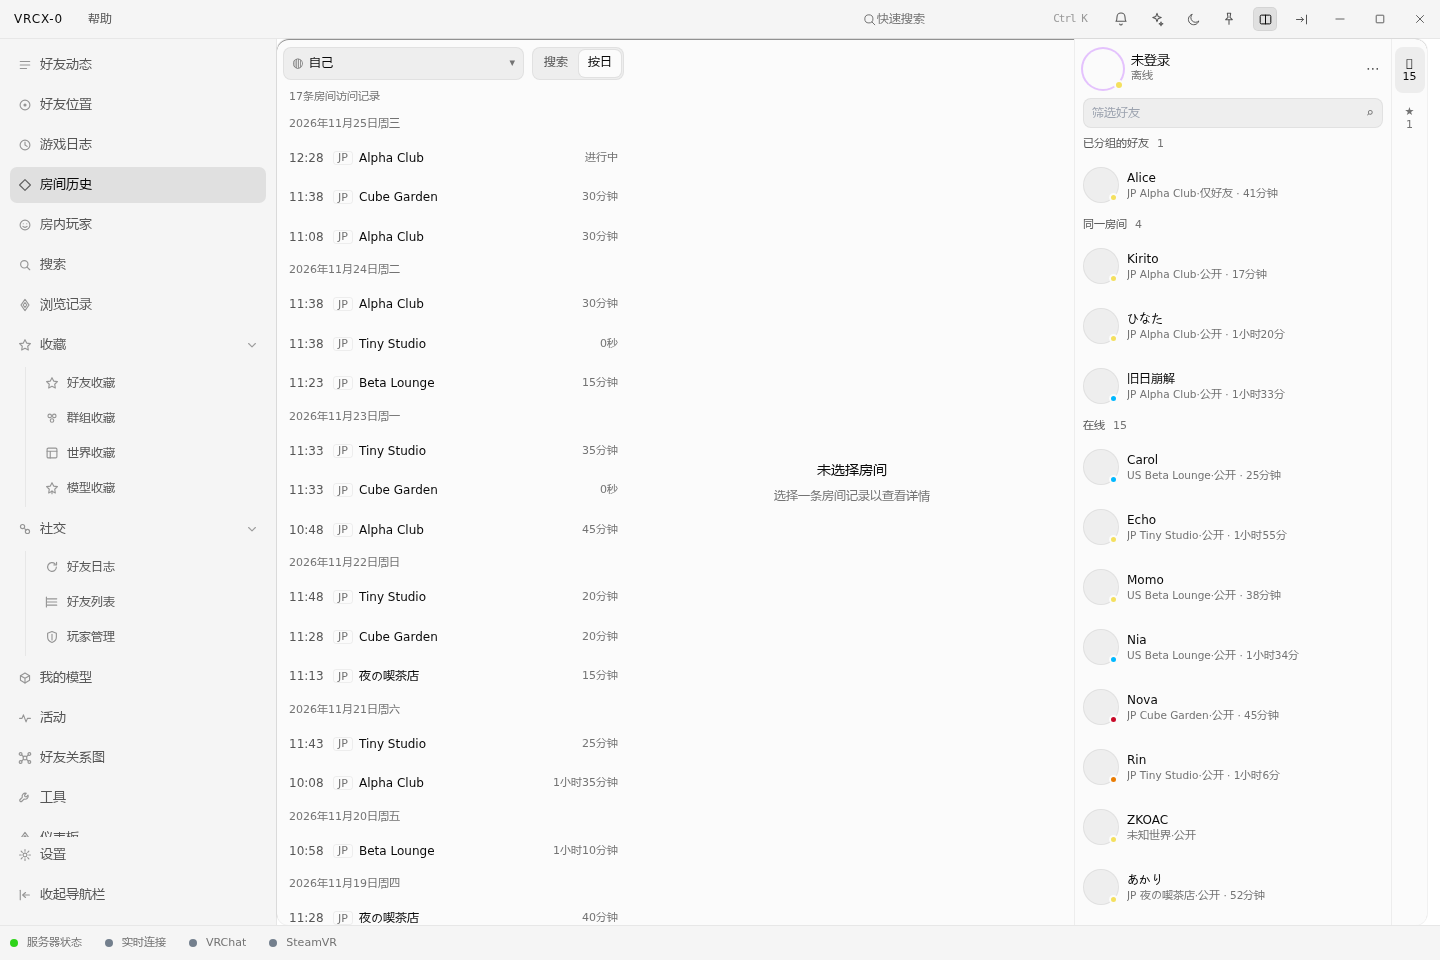 VRCX-0
帮助
快速搜索
Ctrl K
好友动态
好友位置
游戏日志
房间历史
房内玩家
搜索
浏览记录
收藏
好友收藏
群组收藏
世界收藏
模型收藏
社交
好友日志
好友列表
玩家管理
我的模型
活动
好友关系图
工具
仪表板
设置
收起导航栏
自己
搜索
按日
17条房间访问记录
2026年11月25日周三
12:28 JP Alpha Club 进行中
11:38 JP Cube Garden 30分钟
11:08 JP Alpha Club 30分钟
2026年11月24日周二
11:38 JP Alpha Club 30分钟
11:38 JP Tiny Studio 0秒
11:23 JP Beta Lounge 15分钟
2026年11月23日周一
11:33 JP Tiny Studio 35分钟
11:33 JP Cube Garden 0秒
10:48 JP Alpha Club 45分钟
2026年11月22日周日
11:48 JP Tiny Studio 20分钟
11:28 JP Cube Garden 20分钟
11:13 JP 夜の喫茶店 15分钟
2026年11月21日周六
11:43 JP Tiny Studio 25分钟
10:08 JP Alpha Club 1小时35分钟
2026年11月20日周五
10:58 JP Beta Lounge 1小时10分钟
2026年11月19日周四
11:28 JP 夜の喫茶店 40分钟
未选择房间
选择一条房间记录以查看详情
未登录
离线
筛选好友
已分组的好友 1
Alice
JP Alpha Club·仅好友 · 41分钟
同一房间 4
Kirito
JP Alpha Club·公开 · 17分钟
ひなた
JP Alpha Club·公开 · 1小时20分
旧日崩解
JP Alpha Club·公开 · 1小时33分
在线 15
Carol
US Beta Lounge·公开 · 25分钟
Echo
JP Tiny Studio·公开 · 1小时55分
Momo
US Beta Lounge·公开 · 38分钟
Nia
US Beta Lounge·公开 · 1小时34分
Nova
JP Cube Garden·公开 · 45分钟
Rin
JP Tiny Studio·公开 · 1小时6分
ZKOAC
未知世界·公开
あかり
JP 夜の喫茶店·公开 · 52分钟
15
1
服务器状态
实时连接
VRChat
SteamVR